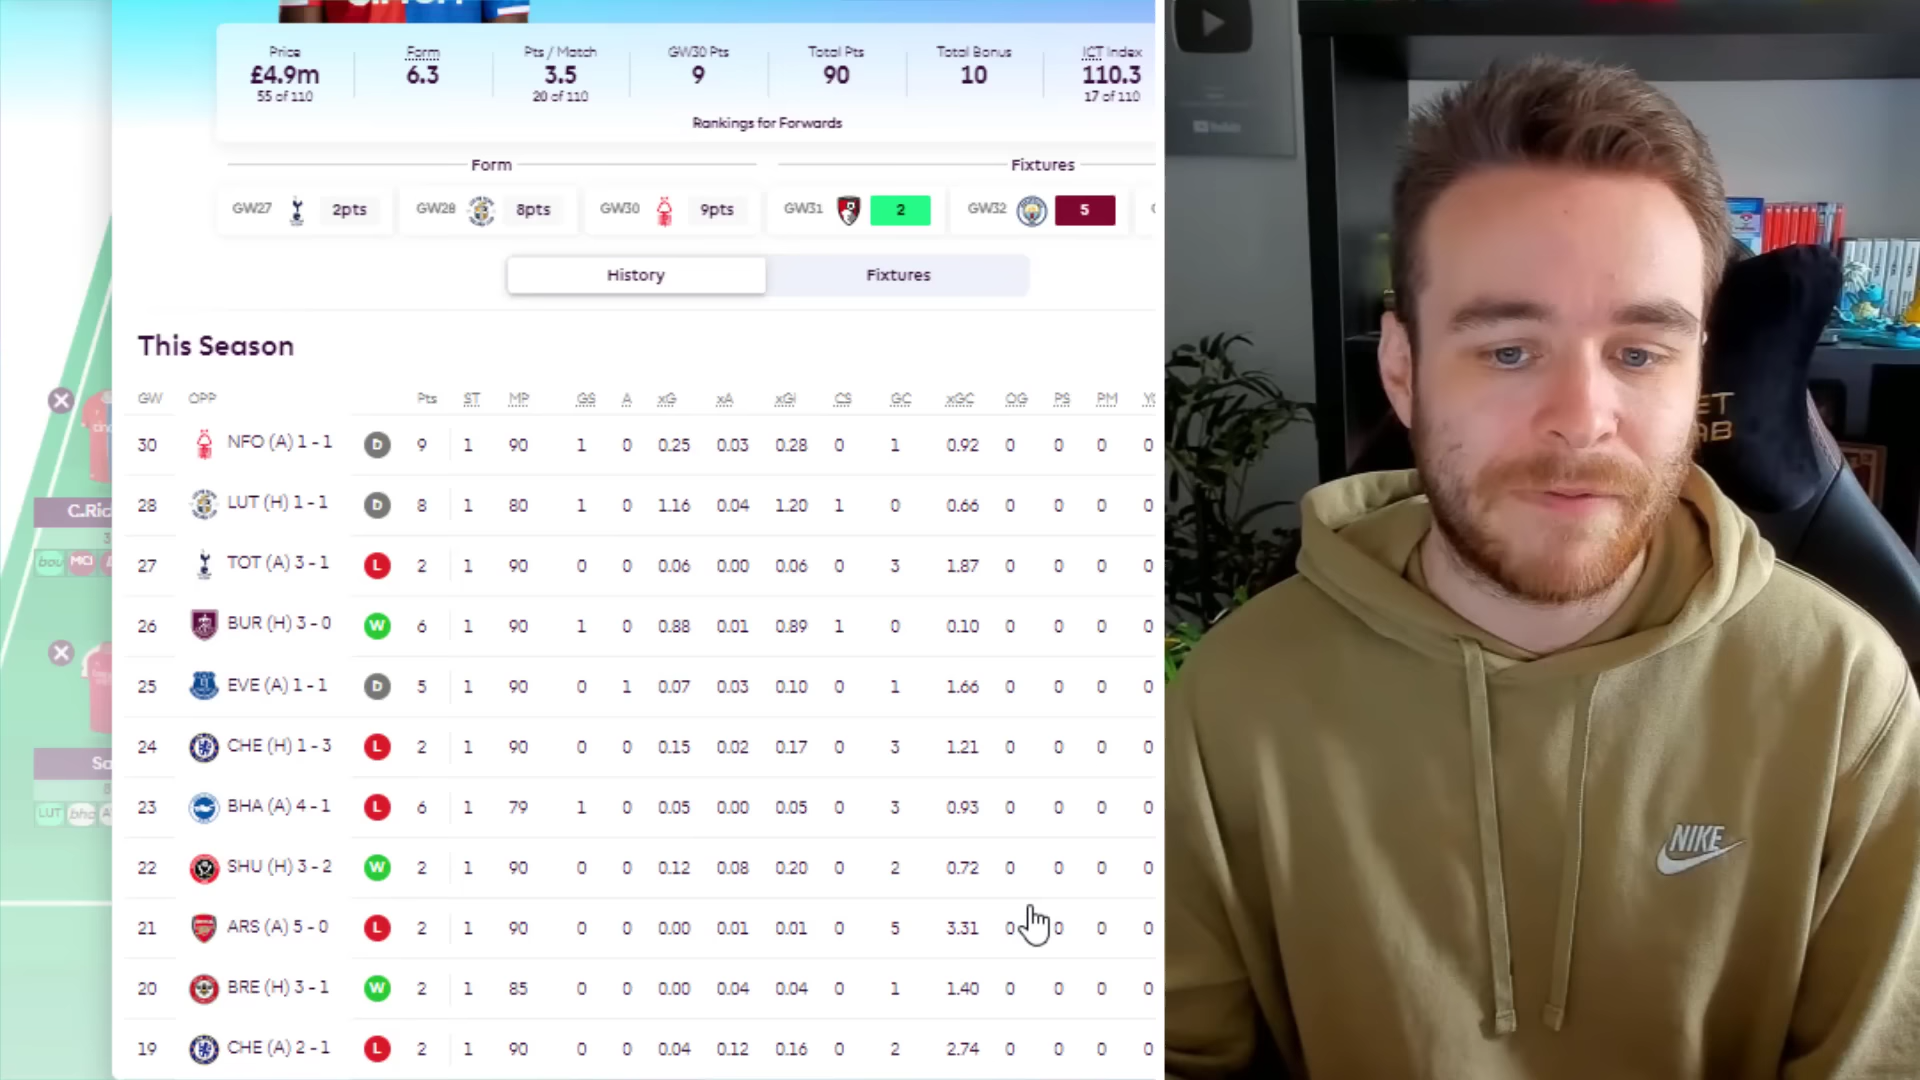 Price Form Pts / Match GW30 Pts Total Pts Total Bonus ICT Index
£4.9m 6.3 3.5 9 90 10 110.3
55 of 110 20 of 110 17 of 110
Rankings for Forwards
Form Fixtures
GW27 2pts GW28 8pts GW30 9pts GW31 2 GW32 5
History Fixtures
This Season
GW OPP Pts ST MP GS A xG xA xGI CS GC xGC OG PS PM
30 NFO (A) 1 - 1 D 9 1 90 1 0 0.25 0.03 0.28 0 1 0.92 0 0 0 0
28 LUT (H) 1 - 1 D 8 1 80 1 0 1.16 0.04 1.20 1 0 0.66 0 0 0 0
27 TOT (A) 3 - 1 L 2 1 90 0 0 0.06 0.00 0.06 0 3 1.87 0 0 0 0
26 BUR (H) 3 - 0 W 6 1 90 1 0 0.88 0.01 0.89 1 0 0.10 0 0 0 0
25 EVE (A) 1 - 1 D 5 1 90 0 1 0.07 0.03 0.10 0 1 1.66 0 0 0 0
24 CHE (H) 1 - 3 L 2 1 90 0 0 0.15 0.02 0.17 0 3 1.21 0 0 0 0
23 BHA (A) 4 - 1 L 6 1 79 1 0 0.05 0.00 0.05 0 3 0.93 0 0 0 0
22 SHU (H) 3 - 2 W 2 1 90 0 0 0.12 0.08 0.20 0 2 0.72 0 0 0 0
21 ARS (A) 5 - 0 L 2 1 90 0 0 0.00 0.01 0.01 0 5 3.31 0 0 0 0
20 BRE (H) 3 - 1 W 2 1 85 0 0 0.00 0.04 0.04 0 1 1.40 0 0 0 0
19 CHE (A) 2 - 1 L 2 1 90 0 0 0.04 0.12 0.16 0 2 2.74 0 0 0 0
C.Ric
bou MCI
LUT bha
YouTube
NIKE